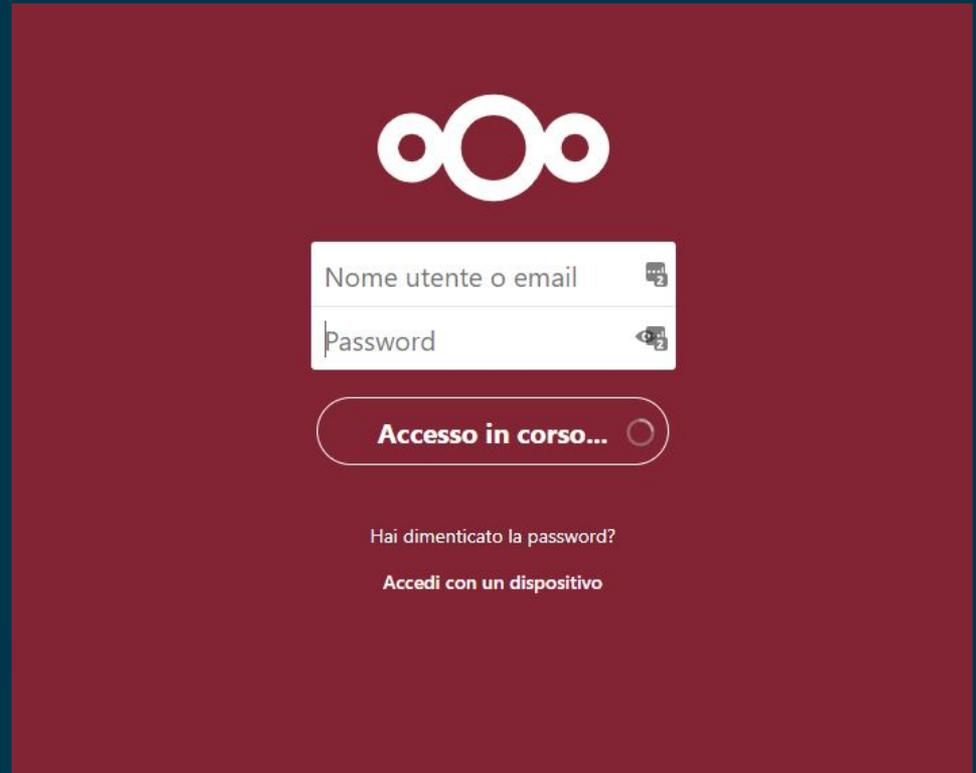 Nome utente o email
Password
Accesso in corso...
Hai dimenticato la password?
Accedi con un dispositivo